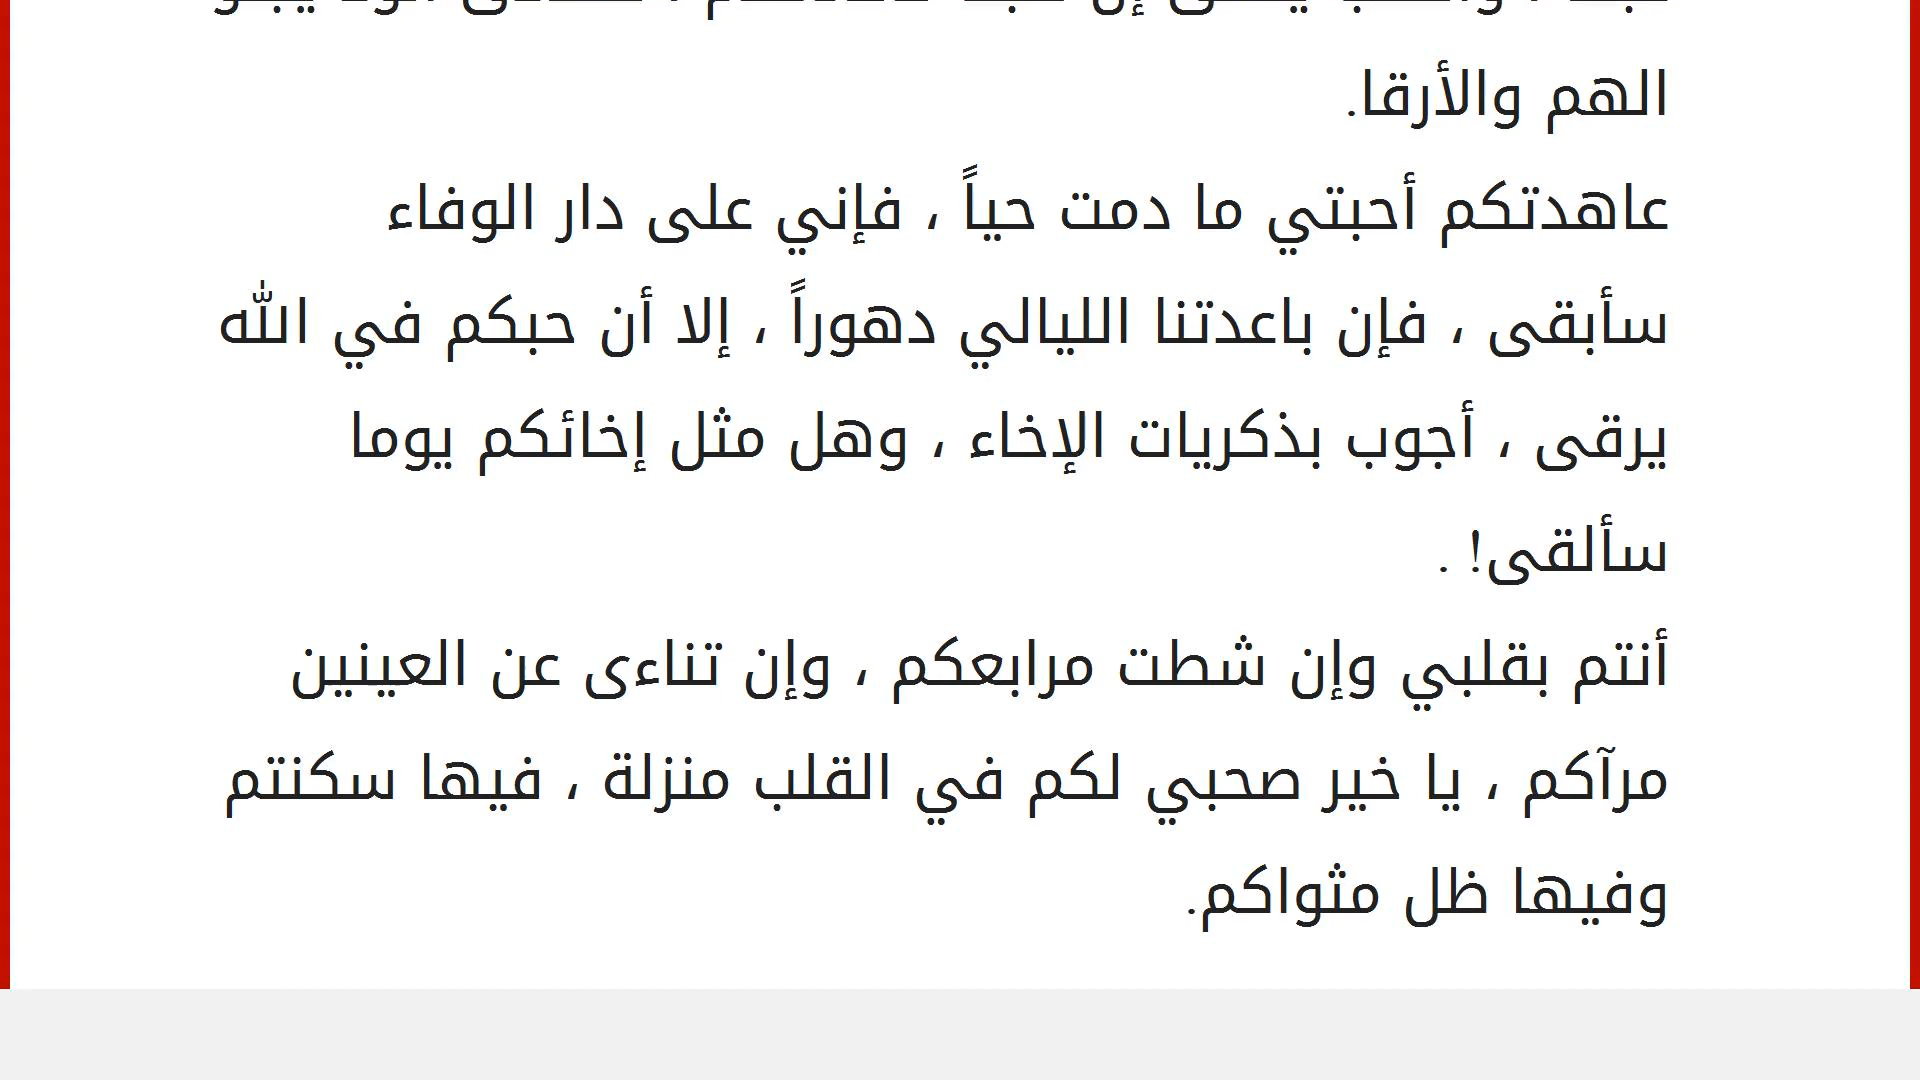 الهم والأرقا.
عاهدتكم أحبتي ما دمت حياً ، فإني على دار الوفاء
سأبقى ، فإن باعدتنا الليالي دهوراً ، إلا أن حبكم في الله
يرقى ، أجوب بذكريات الإخاء ، وهل مثل إخائكم يوما
سألقى! .
أنتم بقلبي وإن شطت مرابعكم ، وإن تناءى عن العينين
مرآكم ، يا خير صحبي لكم في القلب منزلة ، فيها سكنتم
وفيها ظل مثواكم.